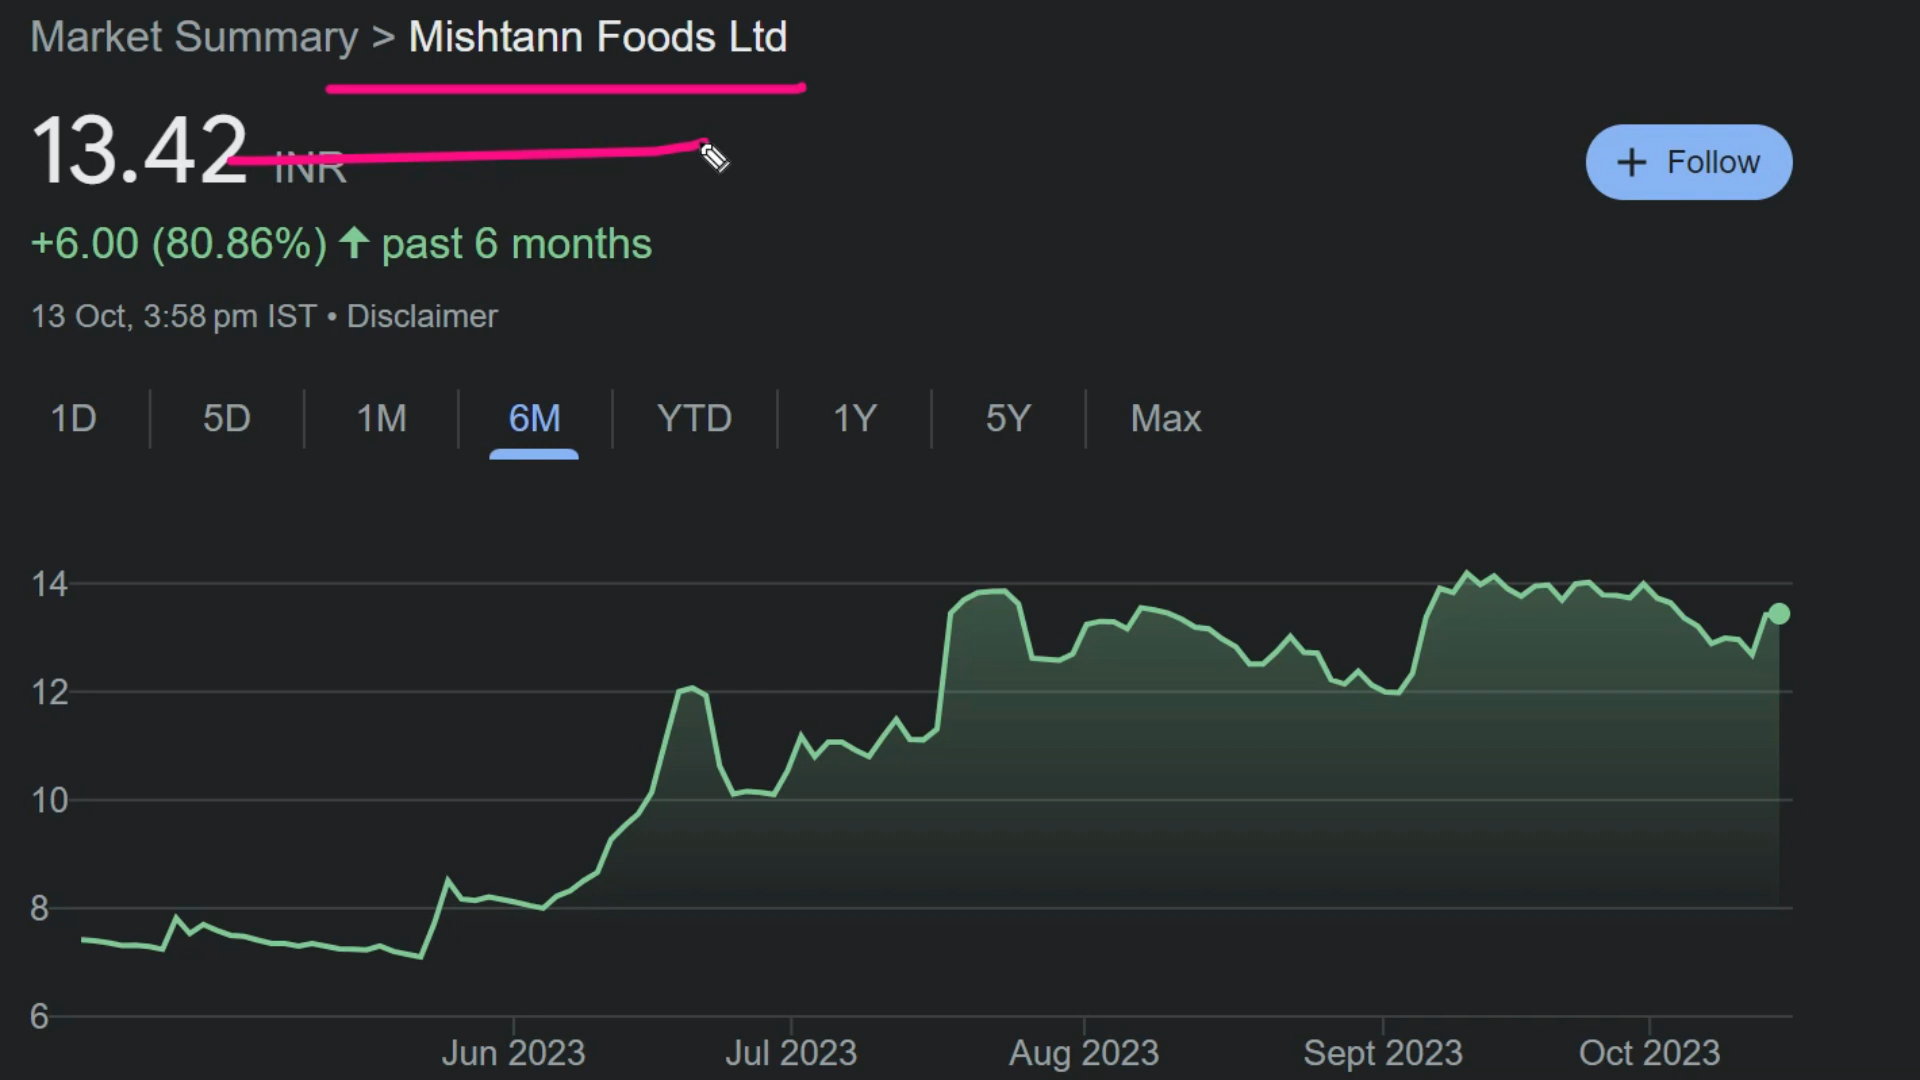 Market Summary > Mishtann Foods Ltd
13.42 INR
+ Follow
+6.00 (80.86%) ↑ past 6 months
13 Oct, 3:58 pm IST • Disclaimer
1D 5D 1M 6M YTD 1Y 5Y Max
14
12
10
8
6
Jun 2023 Jul 2023 Aug 2023 Sept 2023 Oct 2023